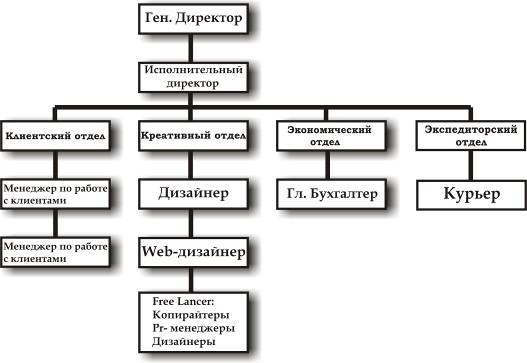 Ген. Директор
Исполнительный
директор
Клиентский отдел
Креативный отдел
Экономический
отдел
Экспедиторский
отдел
Менеджер по работе
с клиентами
Дизайнер
Гл. Бухгалтер
Курьер
Менеджер по работе
с клиентами
Web-дизайнер
Free Lancer:
Копирайтеры
Pr- менеджеры
Дизайнеры